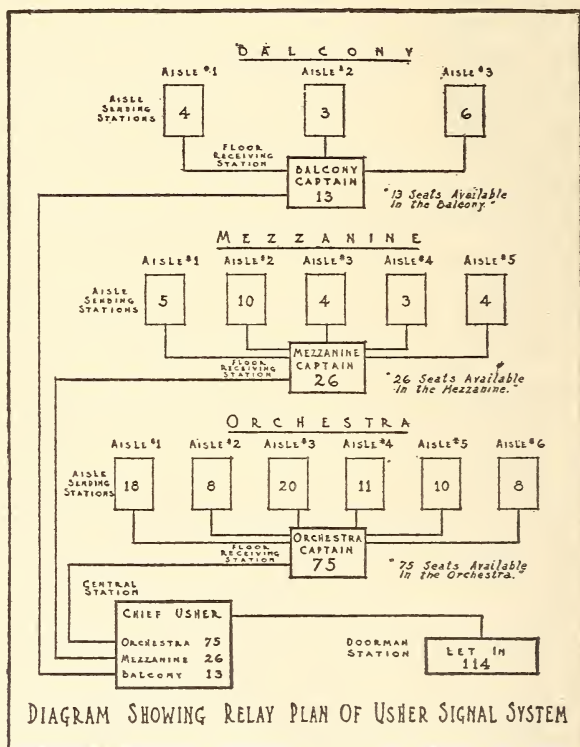 BALCONY
AISLE #1 AISLE #2 AISLE #3
AISLE
SENDING
STATIONS
4 3 6
FLOOR
RECEIVING
STATION
BALCONY
CAPTAIN
13
"13 Seats Available
In the Balcony."
MEZZANINE
AISLE #1 AISLE #2 AISLE #3 AISLE #4 AISLE #5
AISLE
SENDING
STATIONS
5 10 4 3 4
FLOOR
RECEIVING
STATION
MEZZANINE
CAPTAIN
26
"26 Seats Available
In the Mezzanine."
ORCHESTRA
AISLE #1 AISLE #2 AISLE #3 AISLE #4 AISLE #5 AISLE #6
AISLE
SENDING
STATIONS
18 8 20 11 10 8
FLOOR
RECEIVING
STATION
ORCHESTRA
CAPTAIN
75
"75 Seats Available
In the Orchestra."
CENTRAL
STATION
CHIEF USHER
ORCHESTRA 75
MEZZANINE 26
BALCONY 13
DOORMAN
STATION
LET IN
114
DIAGRAM SHOWING RELAY PLAN OF USHER SIGNAL SYSTEM